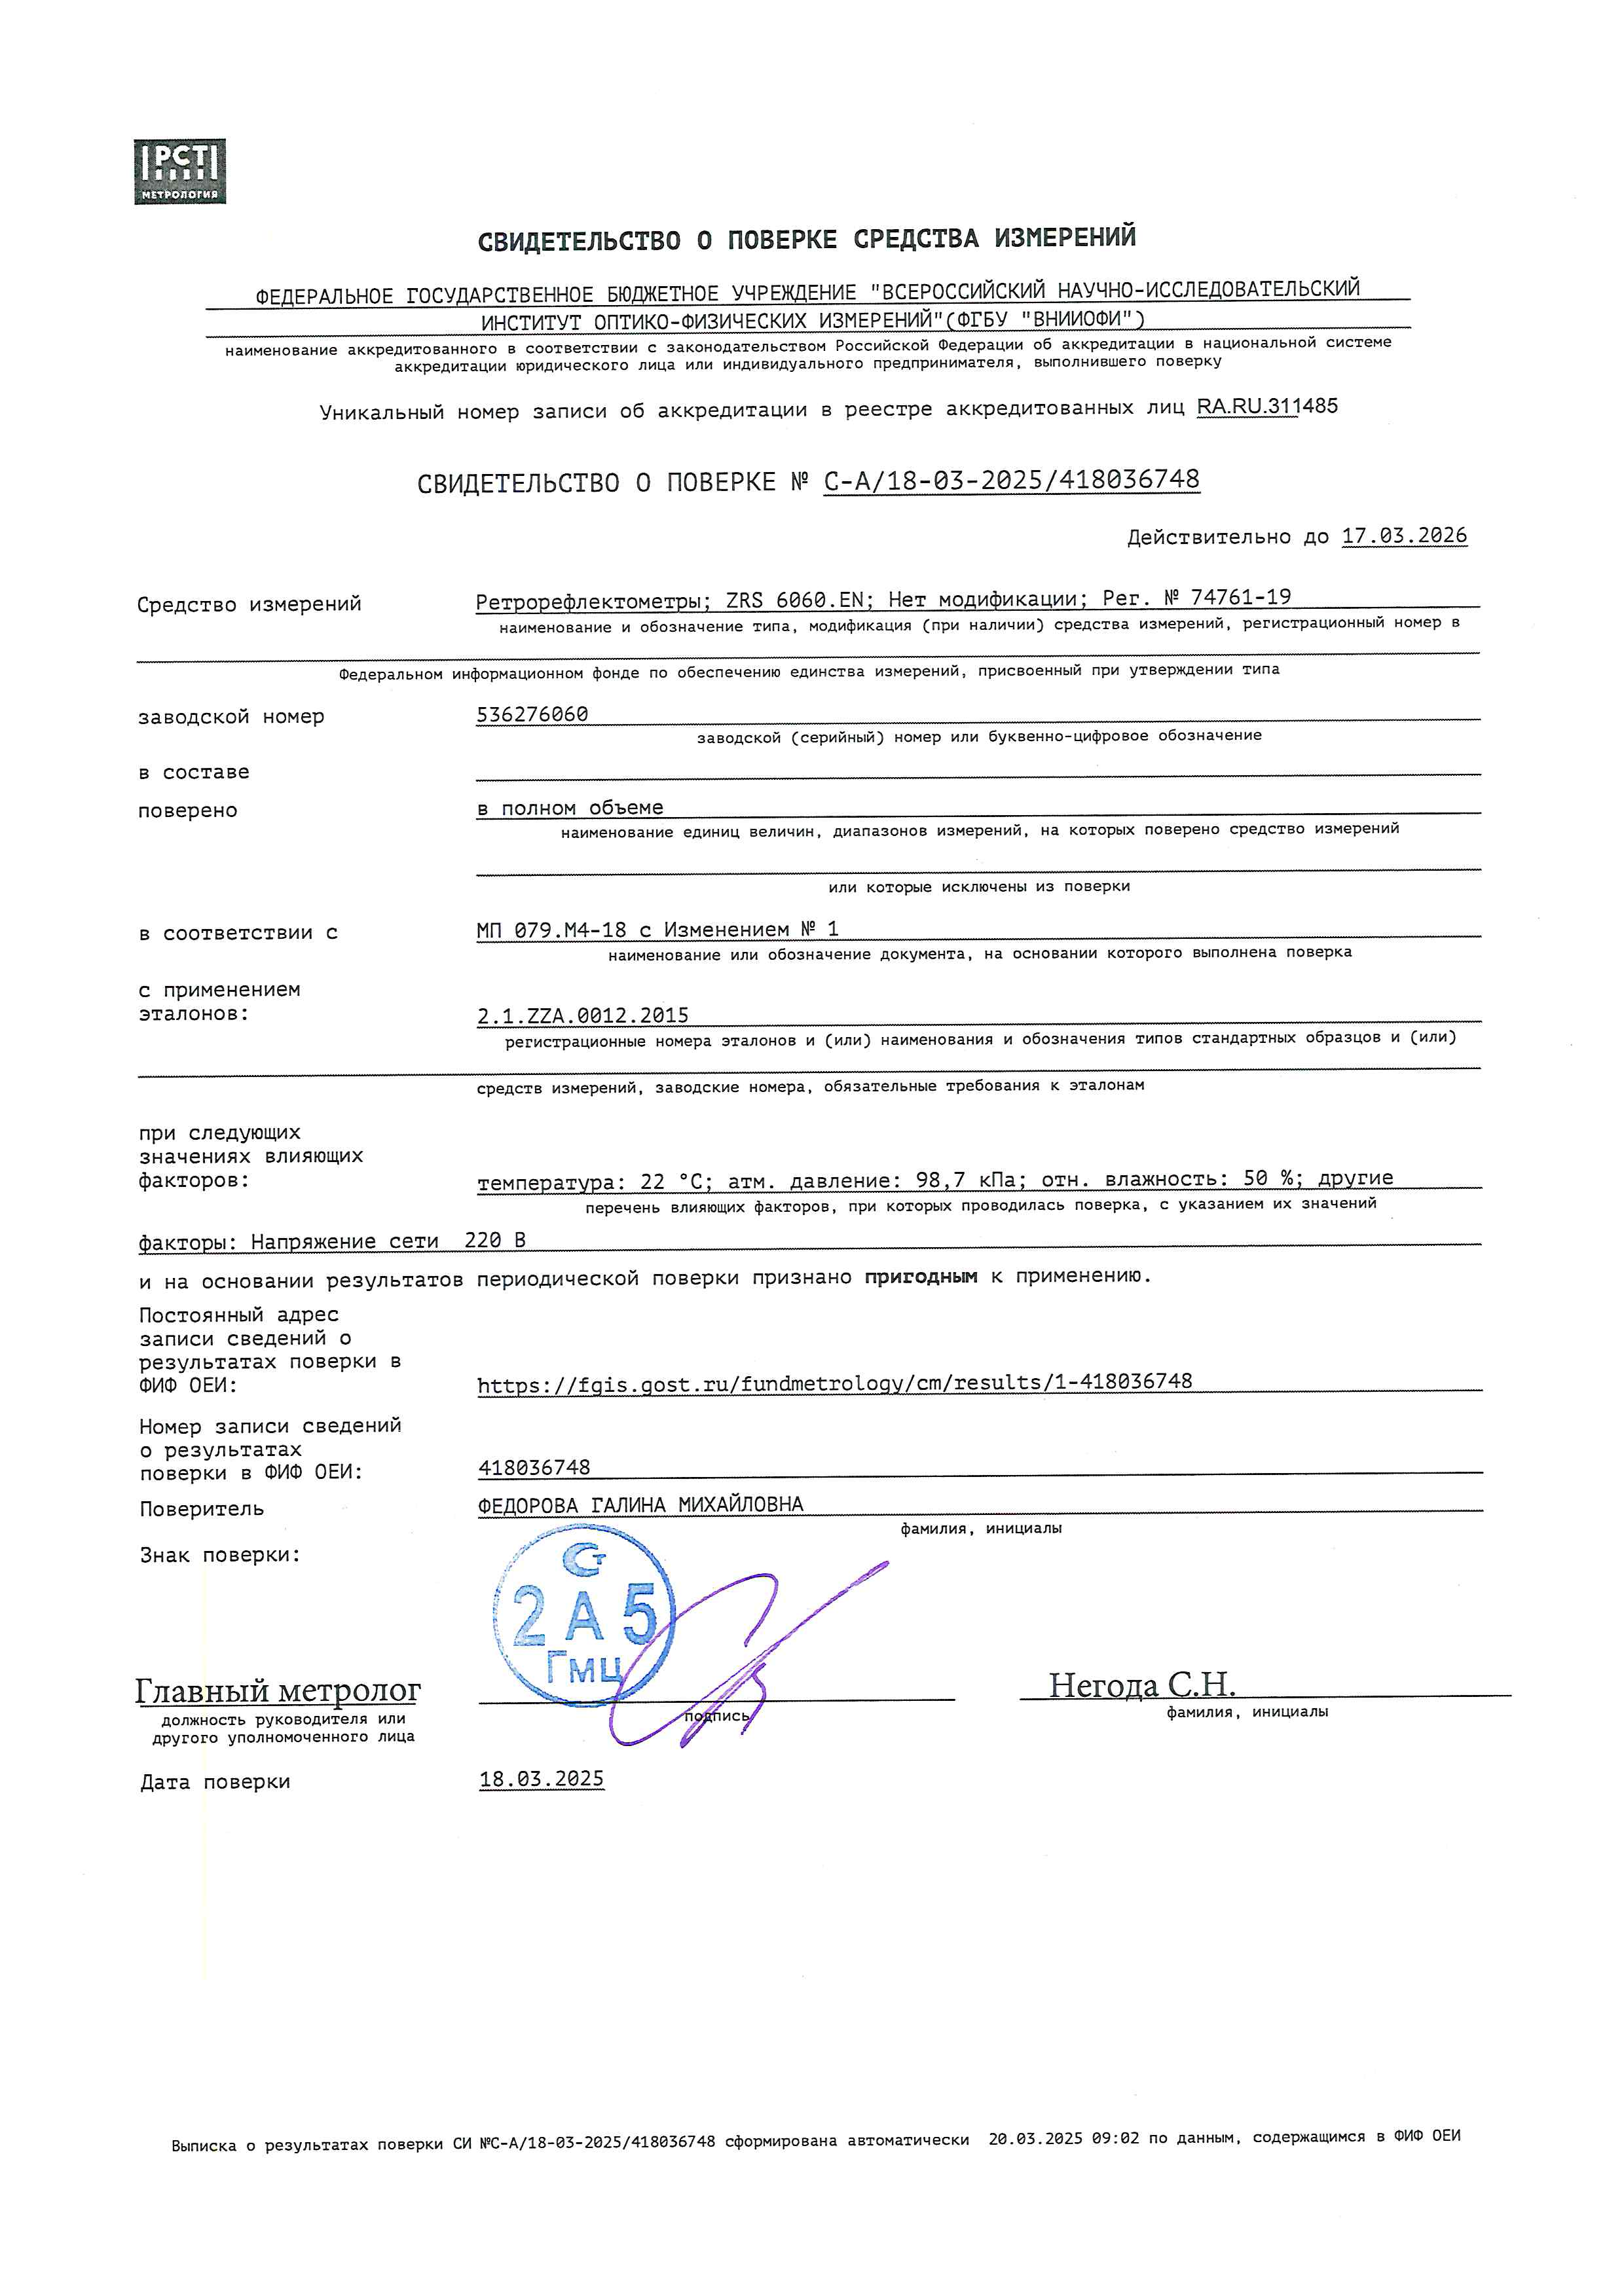 РСТ
МЕТРОЛОГИЯ
СВИДЕТЕЛЬСТВО О ПОВЕРКЕ СРЕДСТВА ИЗМЕРЕНИЙ
ФЕДЕРАЛЬНОЕ ГОСУДАРСТВЕННОЕ БЮДЖЕТНОЕ УЧРЕЖДЕНИЕ "ВСЕРОССИЙСКИЙ НАУЧНО-ИССЛЕДОВАТЕЛЬСКИЙ
ИНСТИТУТ ОПТИКО-ФИЗИЧЕСКИХ ИЗМЕРЕНИЙ"(ФГБУ "ВНИИОФИ")
наименование аккредитованного в соответствии с законодательством Российской Федерации об аккредитации в национальной системе
аккредитации юридического лица или индивидуального предпринимателя, выполнившего поверку
Уникальный номер записи об аккредитации в реестре аккредитованных лиц RA.RU.311485
СВИДЕТЕЛЬСТВО О ПОВЕРКЕ № С-А/18-03-2025/418036748
Действительно до 17.03.2026
Средство измерений Ретрорефлектометры; ZRS 6060.EN; Нет модификации; Рег. № 74761-19
наименование и обозначение типа, модификация (при наличии) средства измерений, регистрационный номер в
Федеральном информационном фонде по обеспечению единства измерений, присвоенный при утверждении типа
заводской номер 536276060
заводской (серийный) номер или буквенно-цифровое обозначение
в составе
поверено в полном объеме
наименование единиц величин, диапазонов измерений, на которых поверено средство измерений
или которые исключены из поверки
в соответствии с МП 079.М4-18 с Изменением № 1
наименование или обозначение документа, на основании которого выполнена поверка
с применением
эталонов: 2.1.ZZA.0012.2015
регистрационные номера эталонов и (или) наименования и обозначения типов стандартных образцов и (или)
средств измерений, заводские номера, обязательные требования к эталонам
при следующих
значениях влияющих
факторов: температура: 22 °C; атм. давление: 98,7 кПа; отн. влажность: 50 %; другие
перечень влияющих факторов, при которых проводилась поверка, с указанием их значений
факторы: Напряжение сети 220 В
и на основании результатов периодической поверки признано пригодным к применению.
Постоянный адрес
записи сведений о
результатах поверки в
ФИФ ОЕИ: https://fgis.gost.ru/fundmetrology/cm/results/1-418036748
Номер записи сведений
о результатах
поверки в ФИФ ОЕИ: 418036748
Поверитель ФЕДОРОВА ГАЛИНА МИХАЙЛОВНА
фамилия, инициалы
Знак поверки:
2 А 5
Гмц
Главный метролог Негода С.Н.
должность руководителя или
другого уполномоченного лица
подпись
фамилия, инициалы
Дата поверки 18.03.2025
Выписка о результатах поверки СИ №С-А/18-03-2025/418036748 сформирована автоматически 20.03.2025 09:02 по данным, содержащимся в ФИФ ОЕИ